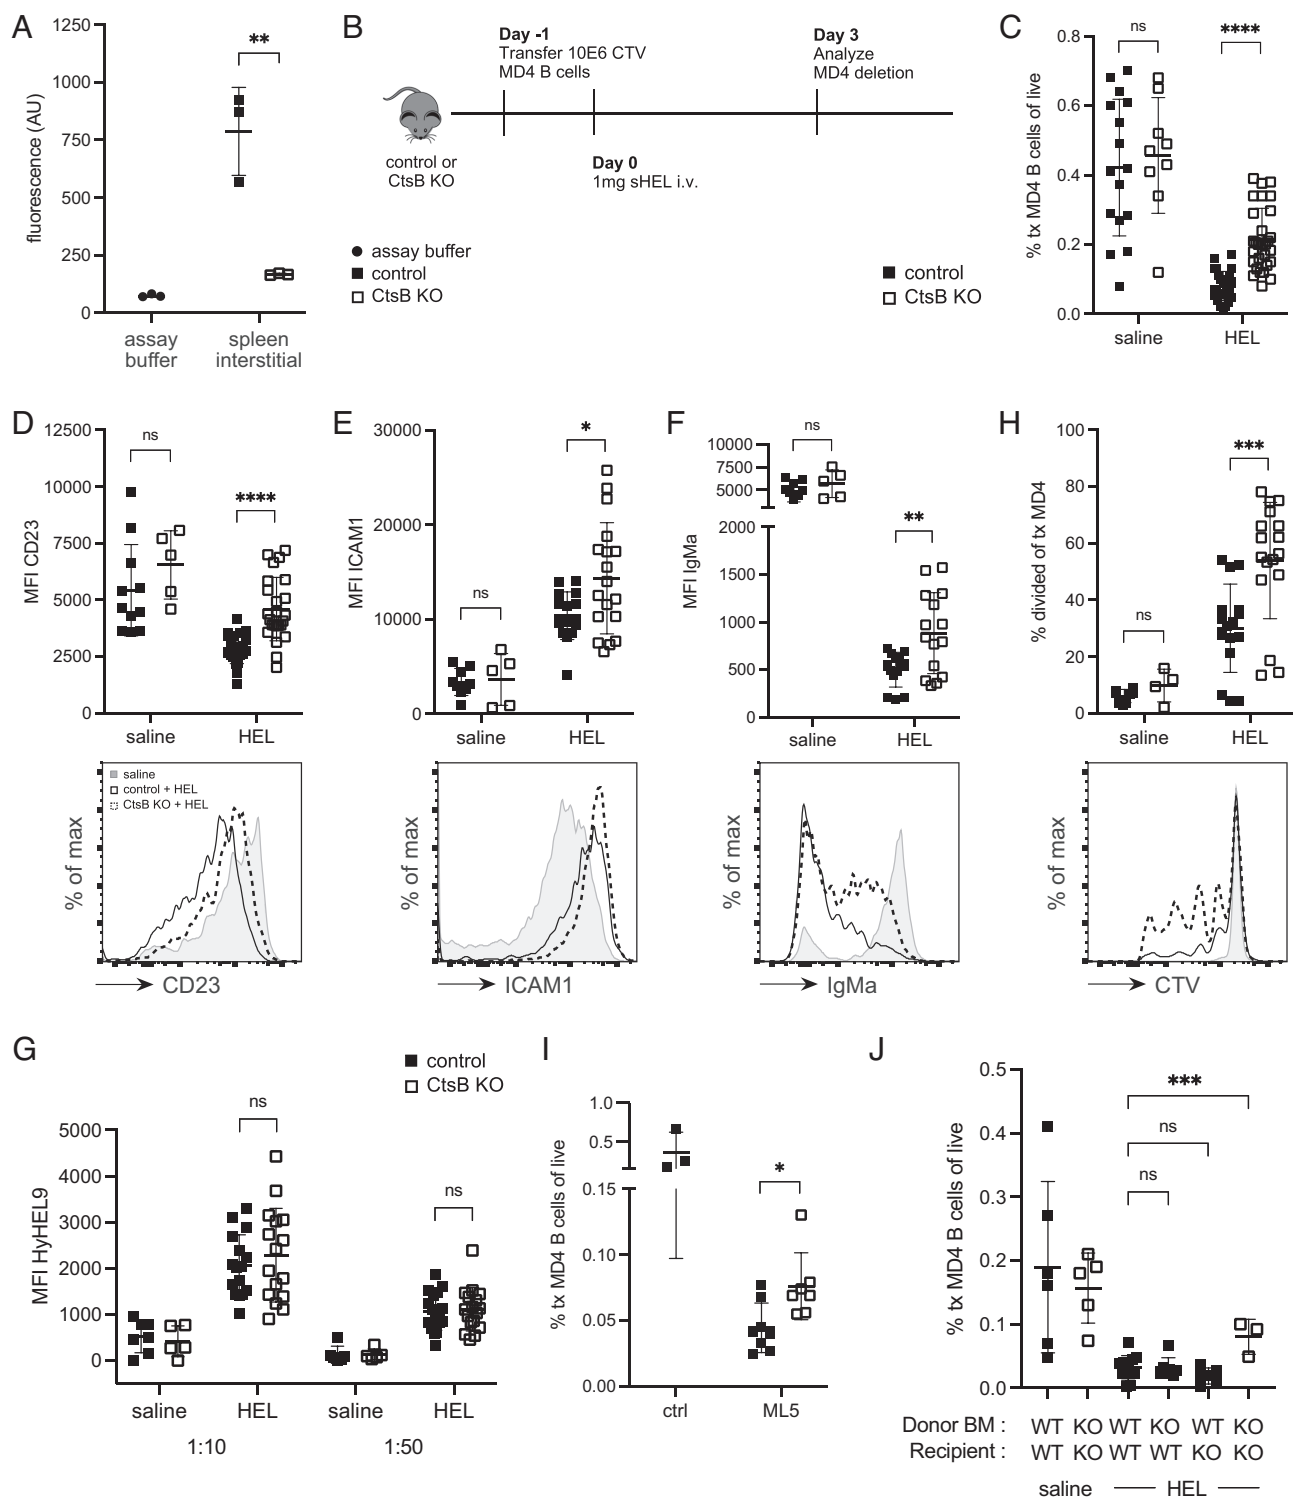 A
1250
1000
750
500
250
0
fluorescence (AU)
**
assay buffer
spleen interstitial
B
Day -1
Transfer 10E6 CTV
MD4 B cells
Day 3
Analyze
MD4 deletion
control or
CtsB KO
Day 0
1mg sHEL i.v.
assay buffer
control
CtsB KO
control
CtsB KO
C
% tx MD4 B cells of live
0.8
0.6
0.4
0.2
0.0
ns
****
saline HEL
D
MFI CD23
12500
10000
7500
5000
2500
0
ns
****
saline HEL
% of max
saline
control + HEL
CtsB KO + HEL
CD23
E
MFI ICAM1
30000
20000
10000
0
ns
*
saline HEL
% of max
ICAM1
F
MFI IgMa
10000
7500
5000
2000
1500
1000
500
0
ns
**
saline HEL
% of max
IgMa
H
% divided of tx MD4
100
80
60
40
20
0
ns
***
saline HEL
% of max
CTV
G
control
CtsB KO
MFI HyHEL9
5000
4000
3000
2000
1000
0
ns
ns
saline HEL saline HEL
1:10 1:50
I
% tx MD4 B cells of live
1.0
0.5
0.15
0.10
0.05
0.00
*
ctrl ML5
J
% tx MD4 B cells of live
0.5
0.4
0.3
0.2
0.1
0.0
***
ns
ns
Donor BM : WT KO WT KO WT KO
Recipient : WT KO WT WT KO KO
saline HEL